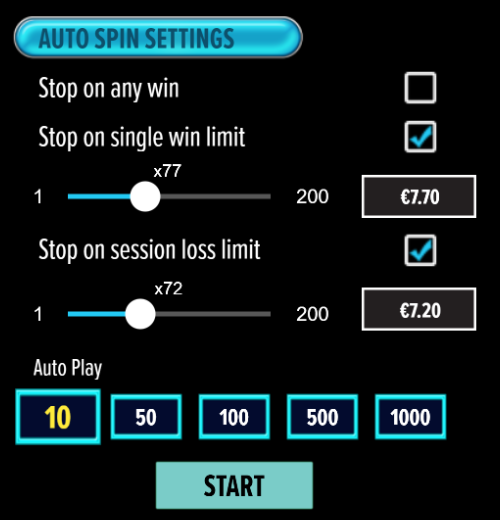 AUTO SPIN SETTINGS
Stop on any win
Stop on single win limit
x77
1 200 €7.70
Stop on session loss limit
x72
1 200 €7.20
Auto Play
10 50 100 500 1000
START